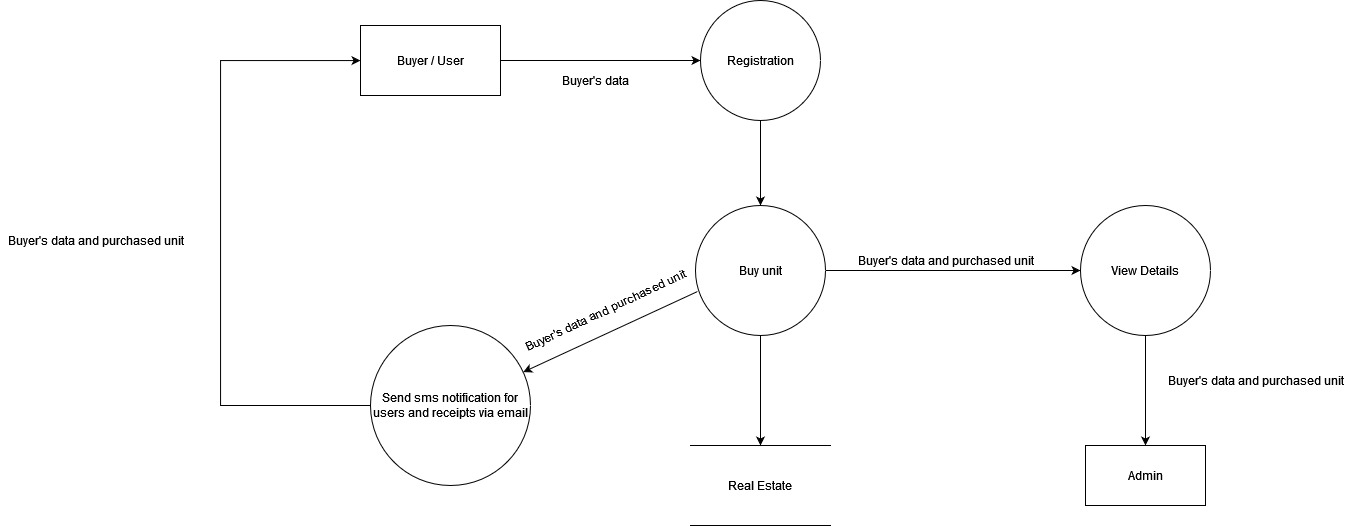 Buyer / User
Registration
Buyer's data
Buyer's data and purchased unit
Buy unit
Buyer's data and purchased unit
View Details
Buyer's data and purchased unit
Send sms notification for
users and receipts via email
Buyer's data and purchased unit
Real Estate
Admin